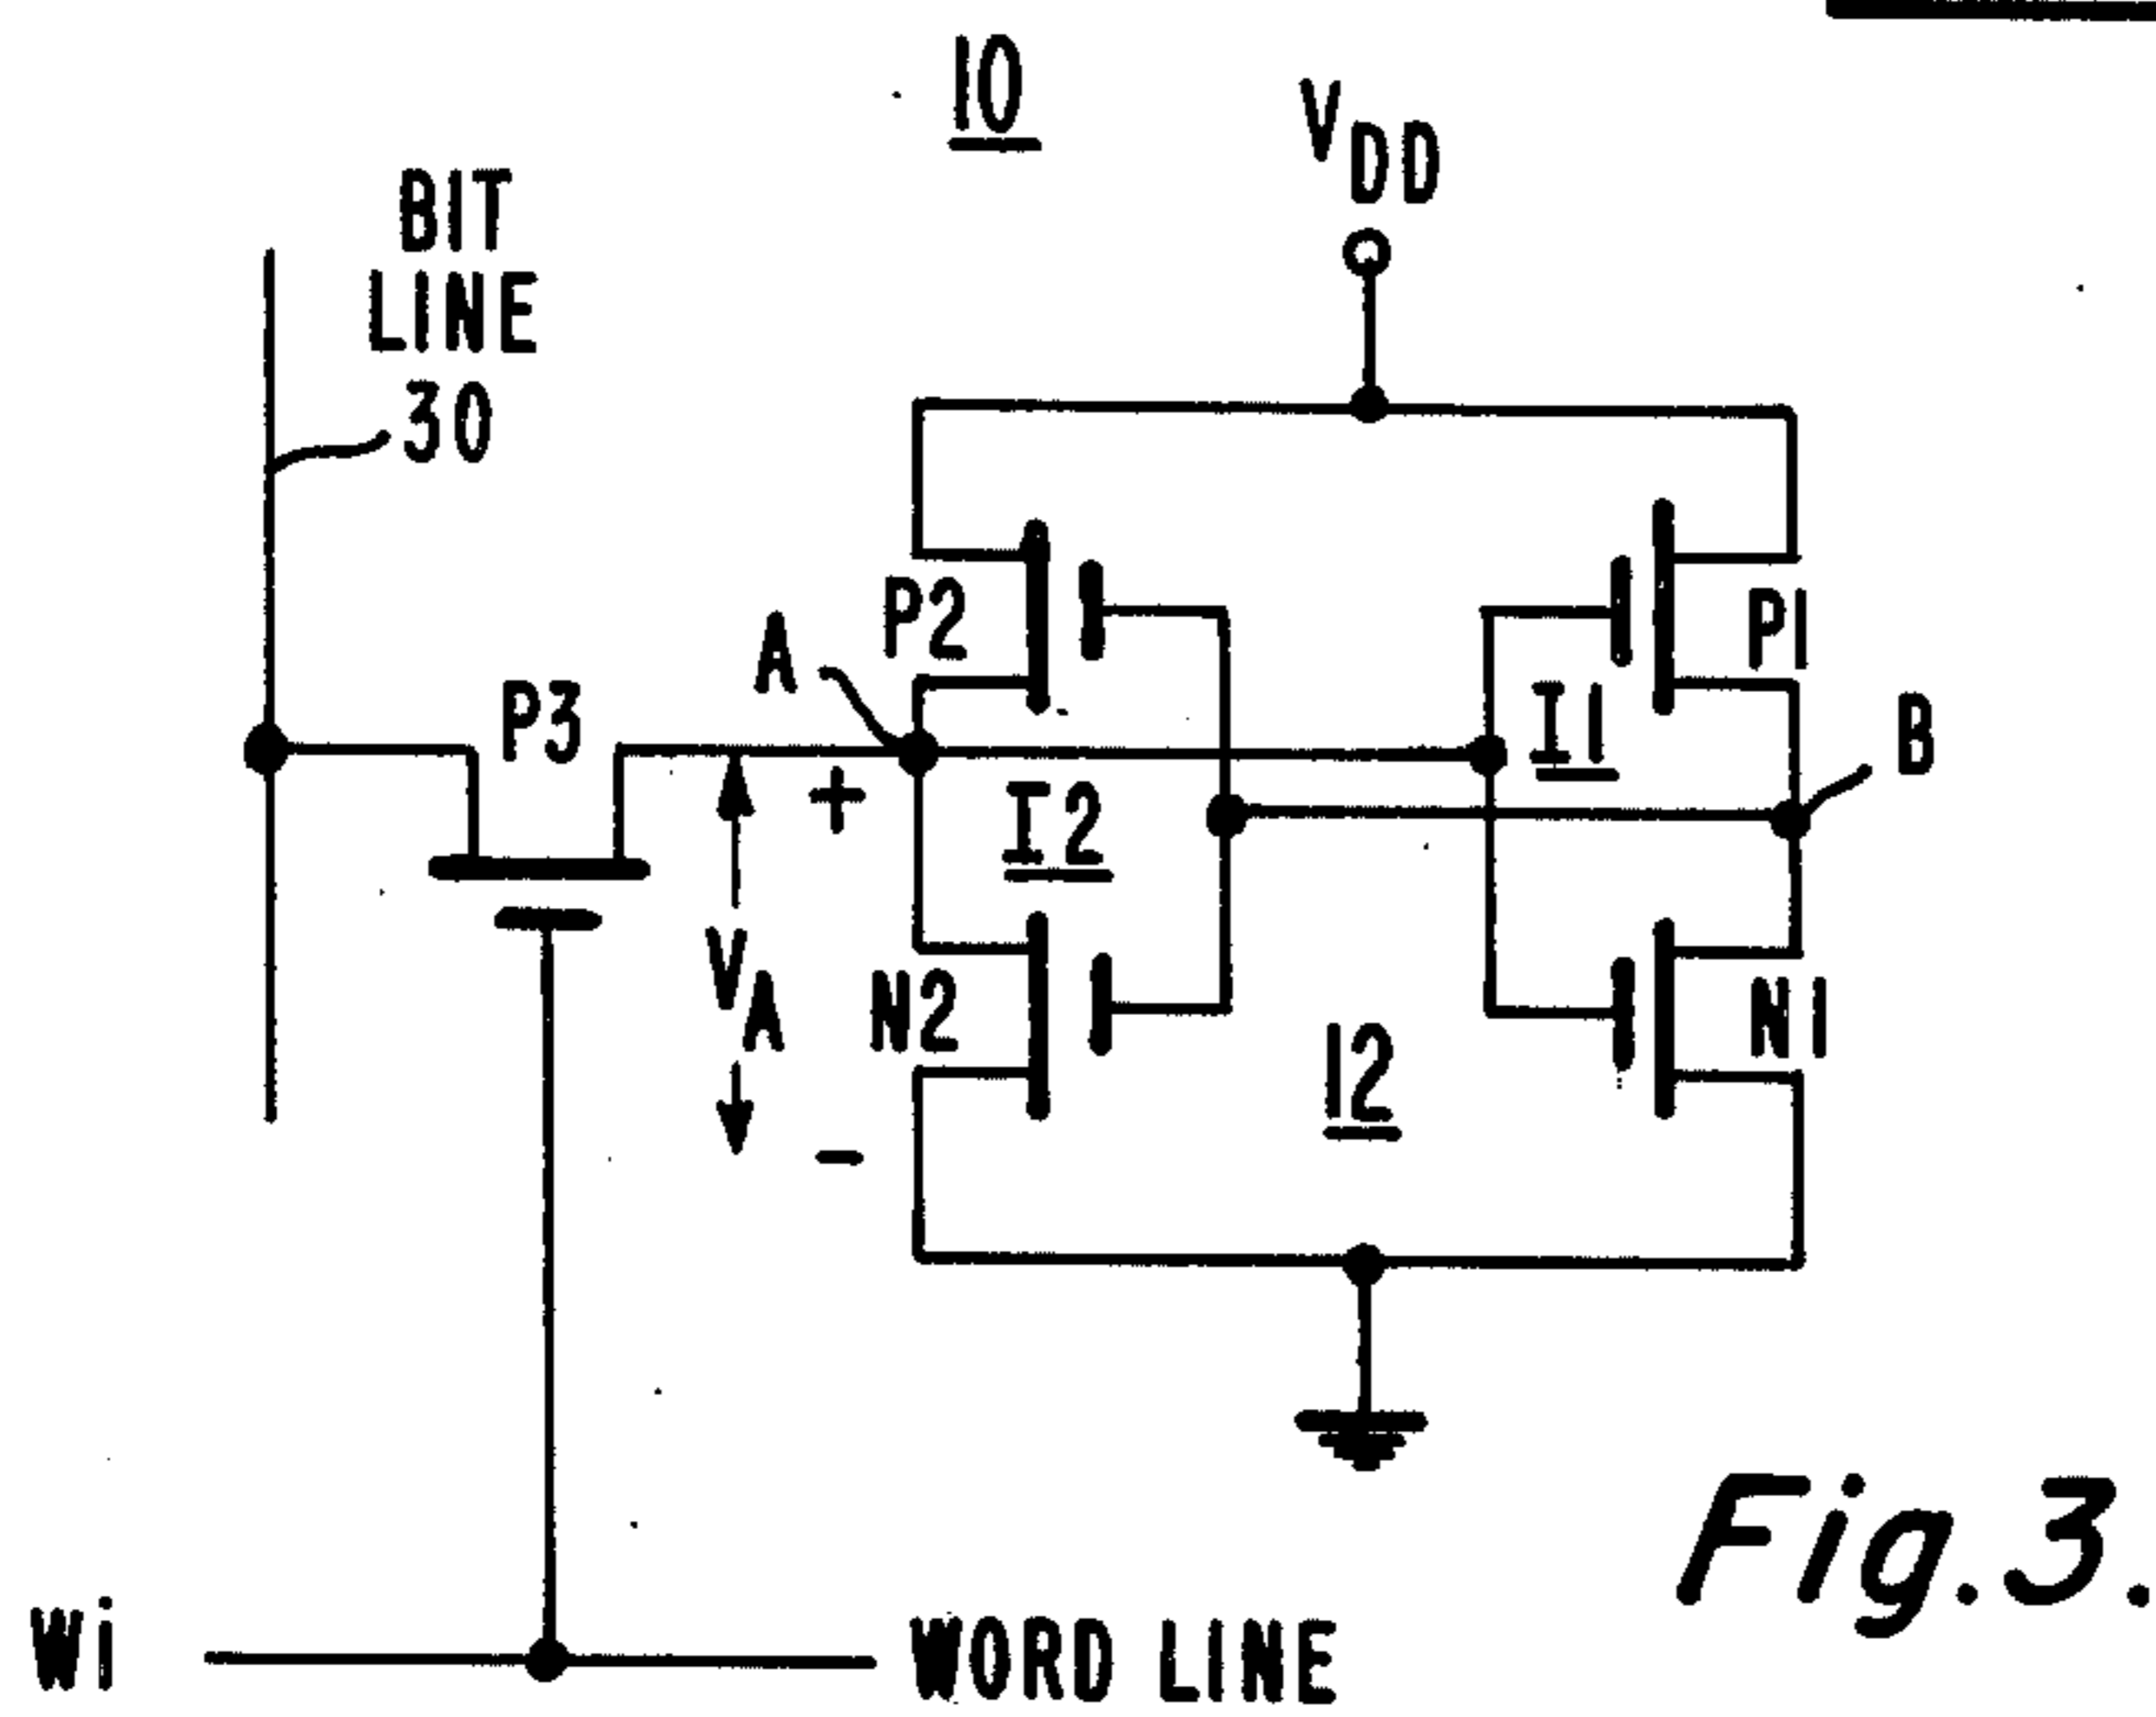 10
VDD
BIT
LINE
30
P2
P1
A
P3
I1
B
+
I2
VA
N2
N1
12
-
Fig.3.
Wi
WORD LINE